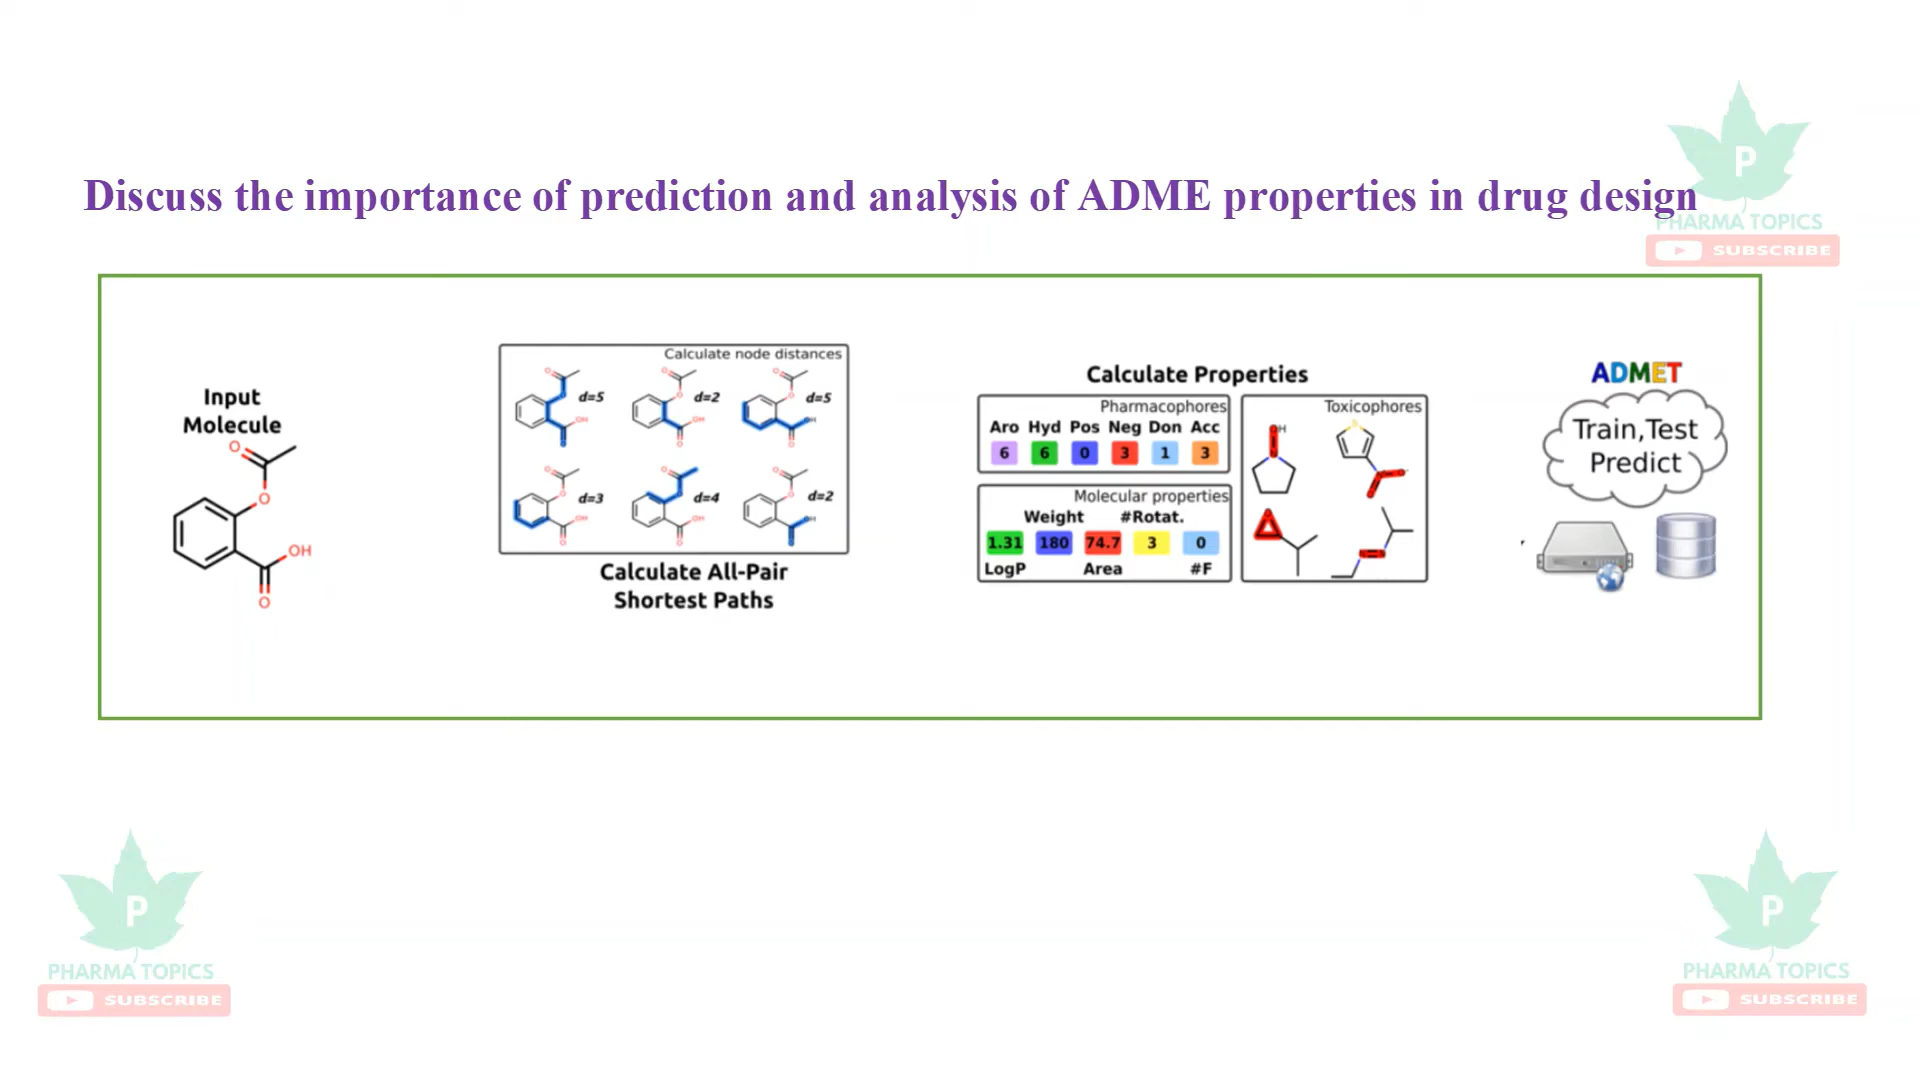 Discuss the importance of prediction and analysis of ADME properties in drug design
P
PHARMA TOPICS
SUBSCRIBE
Input
Molecule
O
O
OH
O
Calculate node distances
d=5
d=2
d=5
d=3
d=4
d=2
Calculate All-Pair
Shortest Paths
Calculate Properties
Pharmacophores
Aro Hyd Pos Neg Don Acc
6 6 0 3 1 3
Molecular properties
Weight #Rotat.
1.31 180 74.7 3 0
LogP Area #F
Toxicophores
ADMET
Train,Test
Predict
P
PHARMA TOPICS
SUBSCRIBE
P
PHARMA TOPICS
SUBSCRIBE